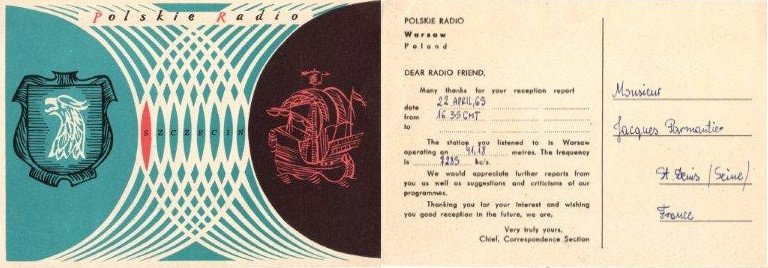 Polskie Radio
SZCZECIN
POLSKIE RADIO
Warsaw
Poland
DEAR RADIO FRIEND,
Many thanks for your reception report
date 22 APRIL, 63
from 16.35 GMT
to
The station you listened to is Warsaw
operating on 41.18 metres. The frequency
is 7285 kc/s.
We would appreciate further reports from
you as well as suggestions and criticisms of our
programmes.
Thanking you for your interest and wishing
you good reception in the future, we are,
Very truly yours,
Chief, Correspondence Section
Monsieur
Jacques Parmantier
St. Denis (Seine)
France